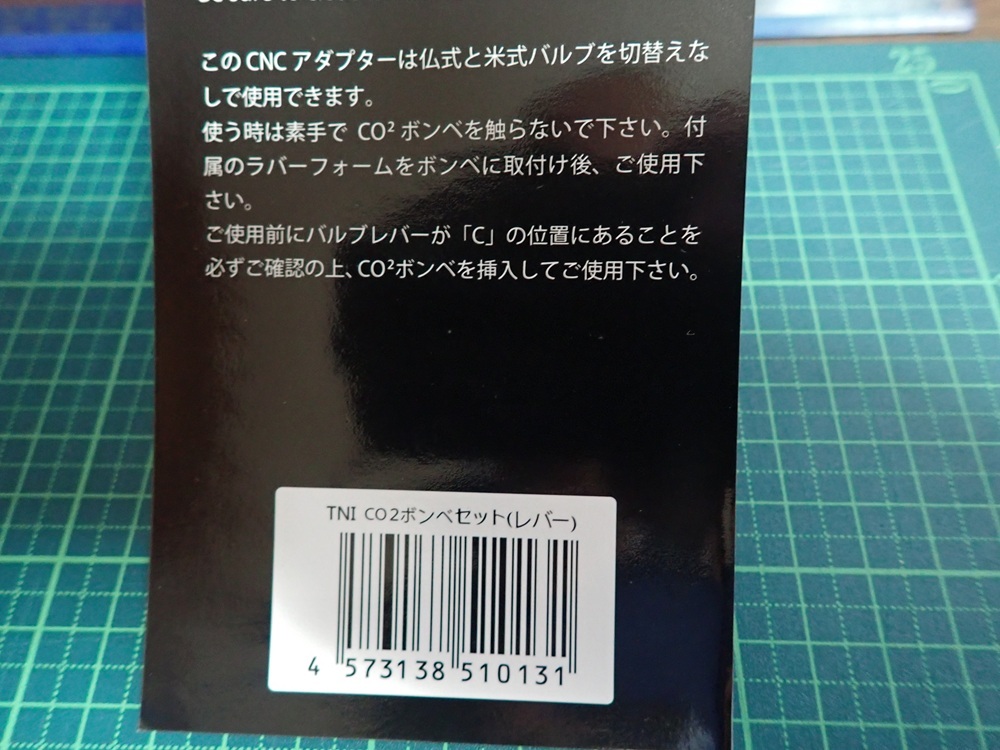 この CNC アダプターは仏式と米式バルブを切替えな
しで使用できます。
使う時は素手で CO² ボンベを触らないで下さい。付
属のラバーフォームをボンベに取付け後、ご使用下
さい。
ご使用前にバルブレバーが「C」の位置にあることを
必ずご確認の上、CO²ボンベを挿入してご使用下さい。
TNI CO2ボンベセット(レバー)
4 573138 510131
25